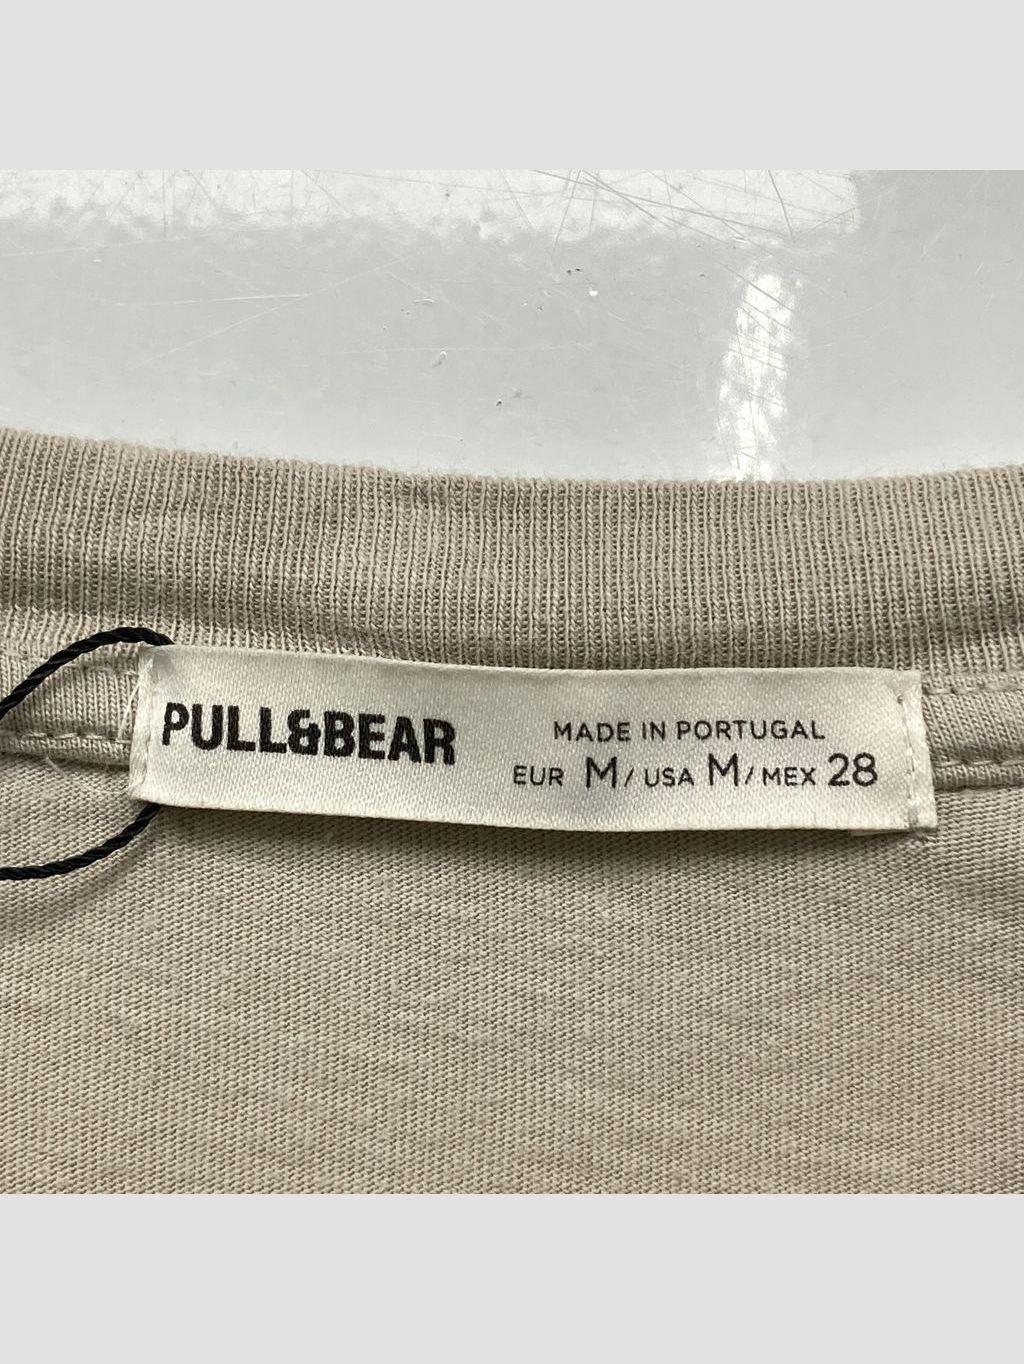 PULL&BEAR
MADE IN PORTUGAL
EUR M / USA M / MEX 28